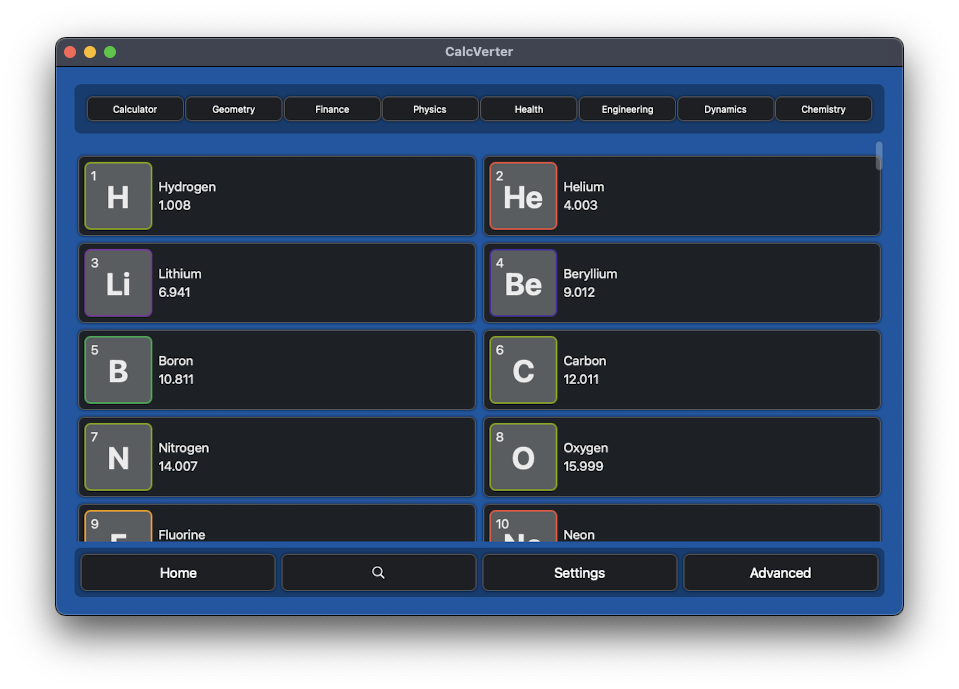 CalcVerter
Calculator Geometry Finance Physics Health Engineering Dynamics Chemistry
1
H
Hydrogen
1.008
2
He
Helium
4.003
3
Li
Lithium
6.941
4
Be
Beryllium
9.012
5
B
Boron
10.811
6
C
Carbon
12.011
7
N
Nitrogen
14.007
8
O
Oxygen
15.999
9
Fluorine
10
Ne
Neon
Home Settings Advanced